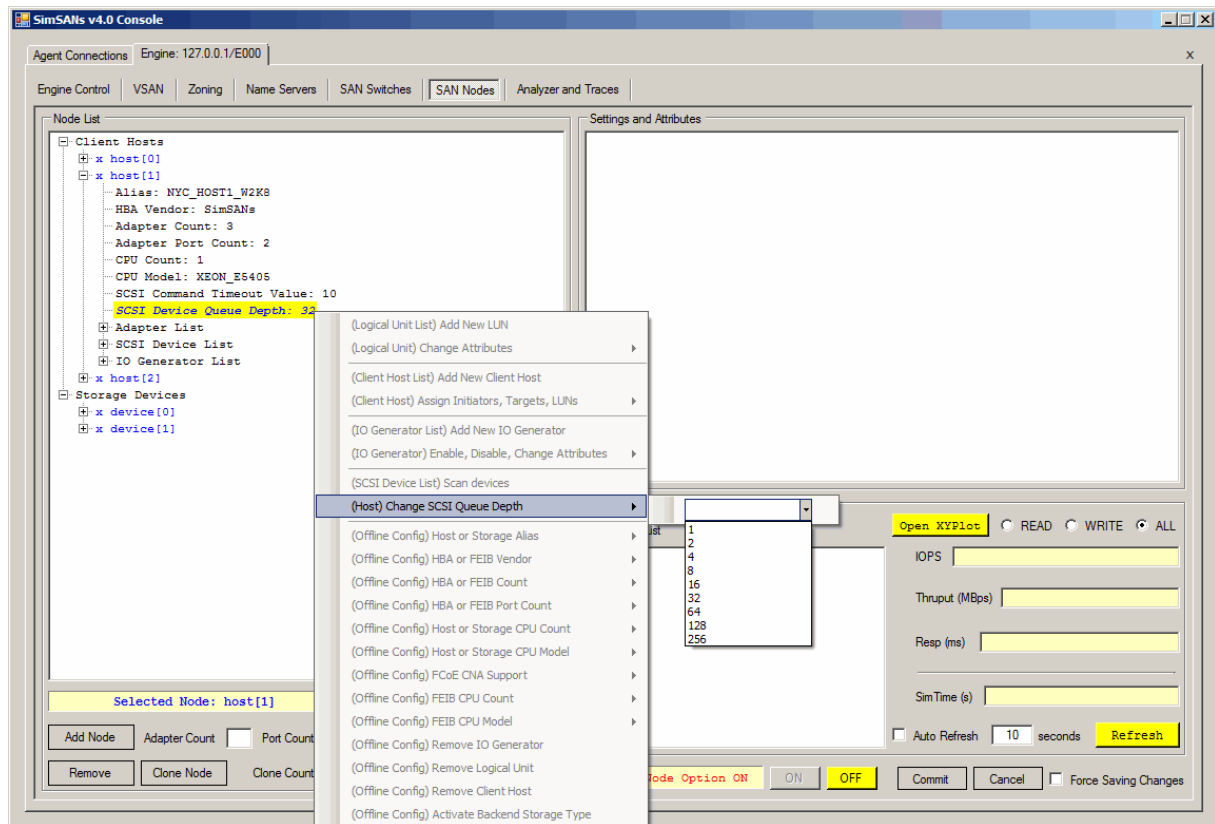 SimSANs v4.0 Console
Agent Connections Engine: 127.0.0.1/E000 x
Engine Control VSAN Zoning Name Servers SAN Switches SAN Nodes Analyzer and Traces
Node List
Client Hosts
x host[0]
x host[1]
Alias: NYC_HOST1_W2K8
HBA Vendor: SimSANs
Adapter Count: 3
Adapter Port Count: 2
CPU Count: 1
CPU Model: XEON_E5405
SCSI Command Timeout Value: 10
SCSI Device Queue Depth: 32
Adapter List
SCSI Device List
IO Generator List
x host[2]
Storage Devices
x device[0]
x device[1]
Selected Node: host[1]
Add Node Adapter Count Port Count
Remove Clone Node Clone Count
(Logical Unit List) Add New LUN
(Logical Unit) Change Attributes
(Client Host List) Add New Client Host
(Client Host) Assign Initiators, Targets, LUNs
(IO Generator List) Add New IO Generator
(IO Generator) Enable, Disable, Change Attributes
(SCSI Device List) Scan devices
(Host) Change SCSI Queue Depth
(Offline Config) Host or Storage Alias
(Offline Config) HBA or FEIB Vendor
(Offline Config) HBA or FEIB Count
(Offline Config) HBA or FEIB Port Count
(Offline Config) Host or Storage CPU Count
(Offline Config) Host or Storage CPU Model
(Offline Config) FCoE CNA Support
(Offline Config) FEIB CPU Count
(Offline Config) FEIB CPU Model
(Offline Config) Remove IO Generator
(Offline Config) Remove Logical Unit
(Offline Config) Remove Client Host
(Offline Config) Activate Backend Storage Type
1
2
4
8
16
32
64
128
256
Settings and Attributes
Open XYPlot READ WRITE ALL
IOPS
Thruput (MBps)
Resp (ms)
SimTime (s)
Auto Refresh 10 seconds Refresh
Node Option ON ON OFF Commit Cancel Force Saving Changes